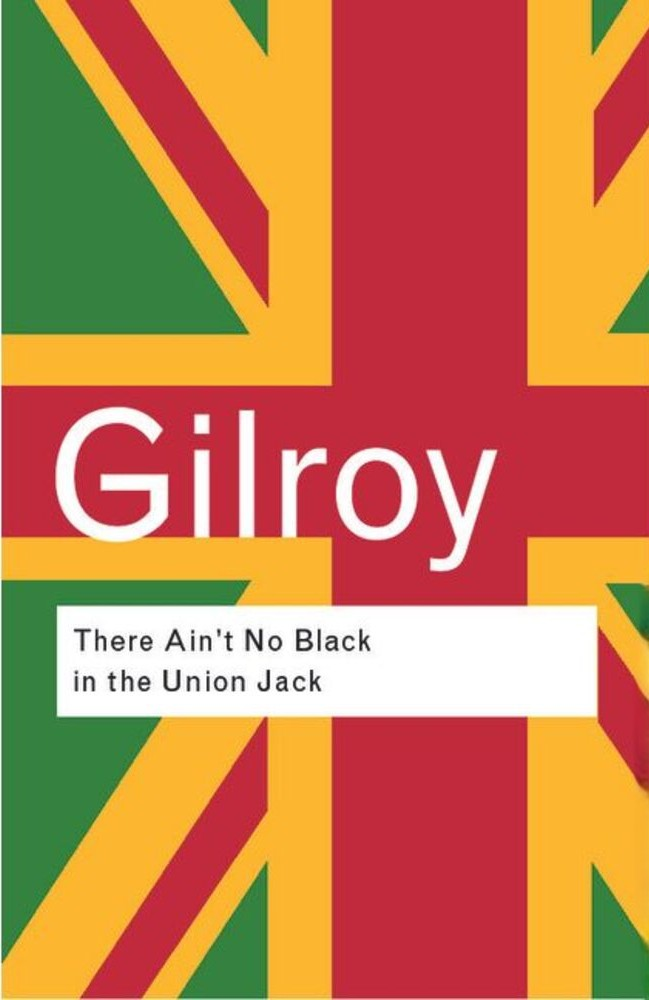 Gilroy
There Ain't No Black
in the Union Jack